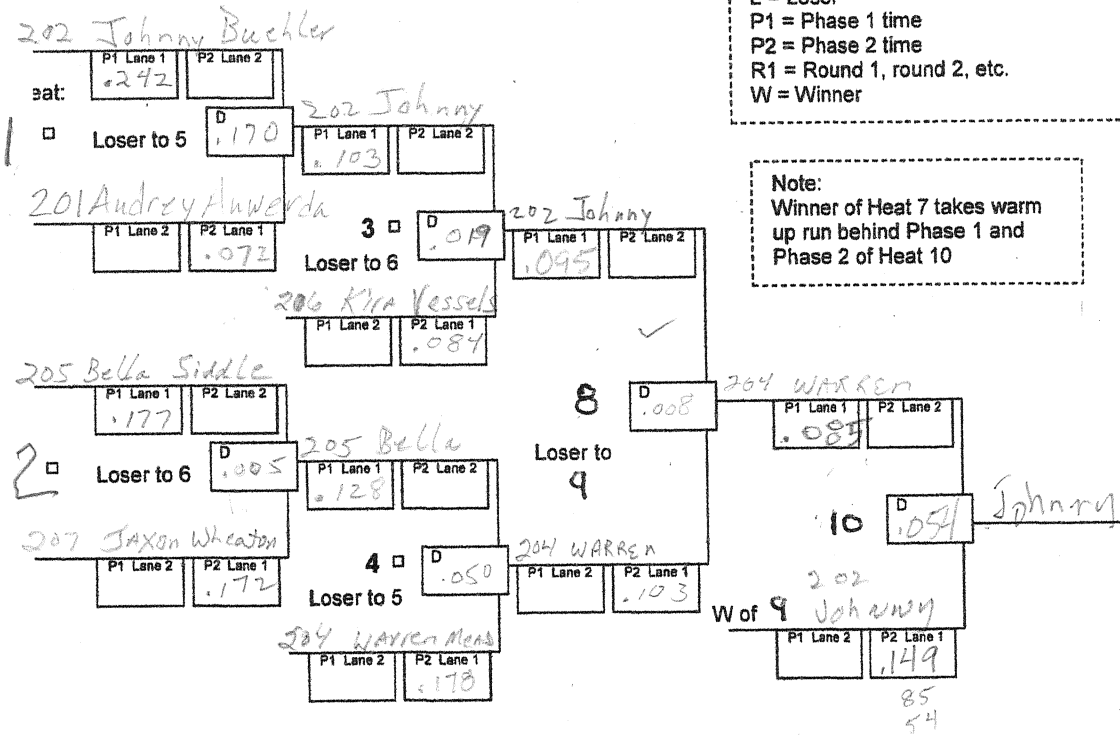 P1 = Phase 1 time
P2 = Phase 2 time
R1 = Round 1, round 2, etc.
W = Winner
Note:
Winner of Heat 7 takes warm
up run behind Phase 1 and
Phase 2 of Heat 10
202 Johnny Buehler
P1 Lane 1 P2 Lane 2
.242
eat:
1 Loser to 5 D .170
201 Audrey
P1 Lane 2 P2 Lane 1
.072
202 Johnny
P1 Lane 1 P2 Lane 2
.103
3 D .019
Loser to 6
206 Kira Vessels
P1 Lane 2 P2 Lane 1
.084
205 Bella Siddle
P1 Lane 1 P2 Lane 2
.177
2 Loser to 6 D .005
207 Jaxon Wheaton
P1 Lane 2 P2 Lane 1
.172
205 Bella
P1 Lane 1 P2 Lane 2
.128
4 D .050
Loser to 5
204 Warren
P1 Lane 2 P2 Lane 1
.178
202 Johnny
P1 Lane 1 P2 Lane 2
.095
8 D .008
Loser to
9
204 WARREN
P1 Lane 2 P2 Lane 1
.103
204 WARREN
P1 Lane 1 P2 Lane 2
.085
10 D .054 Johnny
202
W of 9 Johnny
P1 Lane 2 P2 Lane 1
.149
85
54